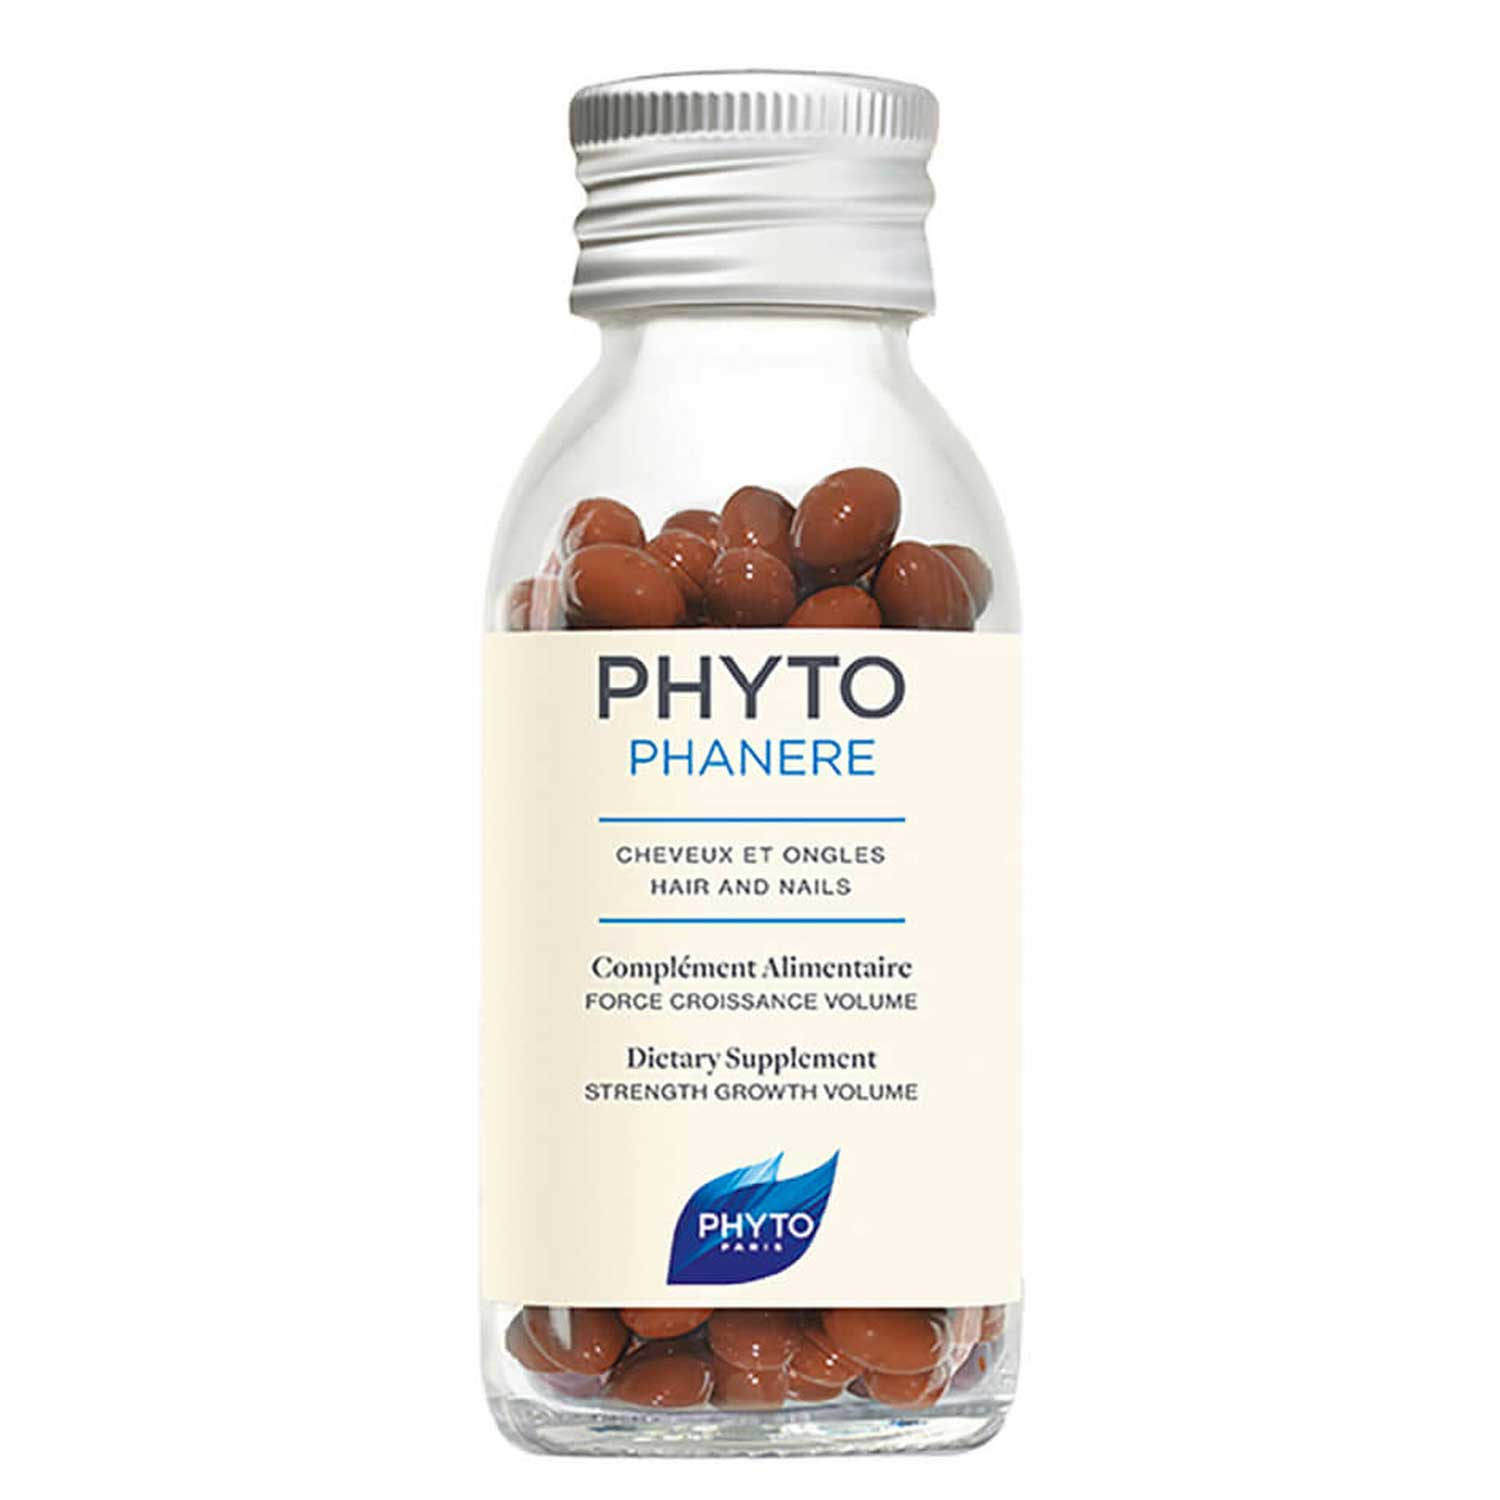 PHYTO
PHANERE
CHEVEUX ET ONGLES
HAIR AND NAILS
Complément Alimentaire
FORCE CROISSANCE VOLUME
Dietary Supplement
STRENGTH GROWTH VOLUME
PHYTO
PARIS